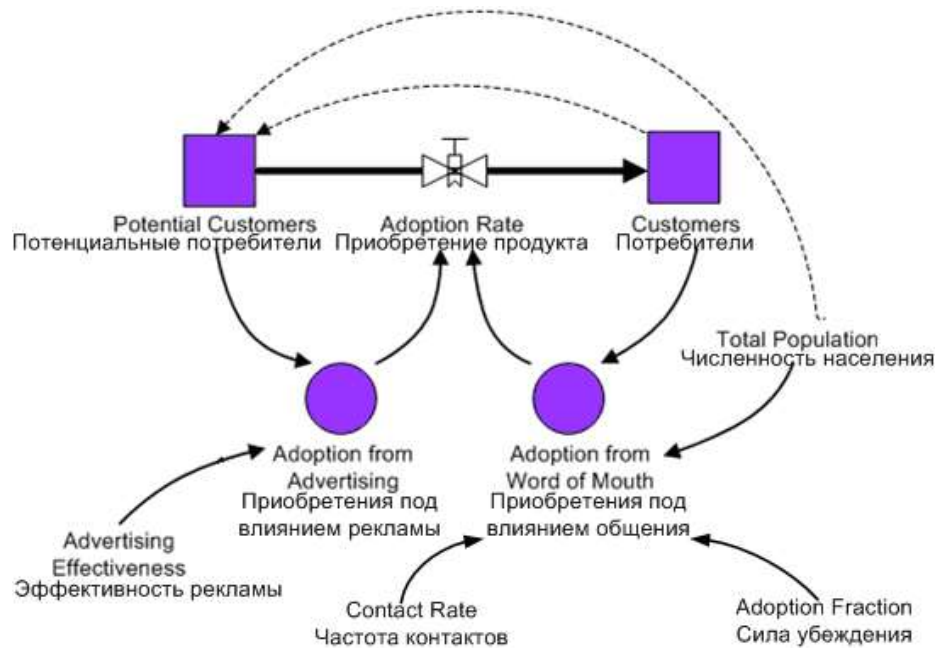 Potential Customers
Потенциальные потребители
Adoption Rate
Приобретение продукта
Customers
Потребители
Total Population
Численность населения
Adoption from
Advertising
Приобретения под
влиянием рекламы
Adoption from
Word of Mouth
Приобретения под
влиянием общения
Advertising
Effectiveness
Эффективность рекламы
Contact Rate
Частота контактов
Adoption Fraction
Сила убеждения